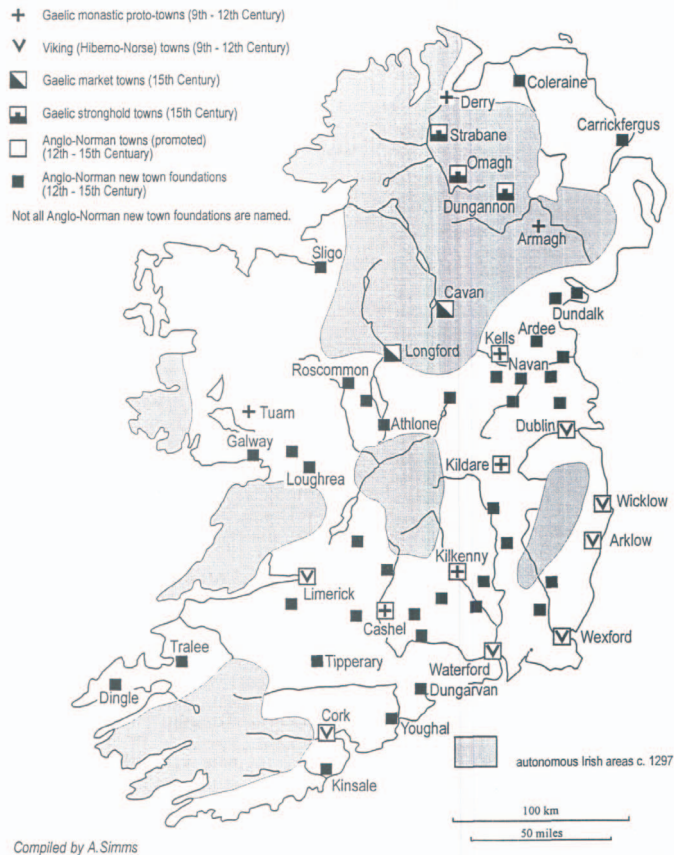 Gaelic monastic proto-towns (9th - 12th Century)
Viking (Hiberno-Norse) towns (9th - 12th Century)
Gaelic market towns (15th Century)
Gaelic stronghold towns (15th Century)
Anglo-Norman towns (promoted)
(12th - 15th Centuary)
Anglo-Norman new town foundations
(12th - 15th Century)
Not all Anglo-Norman new town foundations are named.
Coleraine
Derry
Carrickfergus
Strabane
Omagh
Dungannon
Armagh
Sligo
Cavan
Dundalk
Ardee
Kells
Longford
Navan
Roscommon
Tuam
Athlone
Dublin
Galway
Kildare
Loughrea
Wicklow
Arklow
Kilkenny
Limerick
Cashel
Wexford
Tralee
Tipperary
Waterford
Dingle
Dungarvan
Cork
Youghal
autonomous Irish areas c. 1297
Kinsale
100 km
50 miles
Compiled by A.Simms